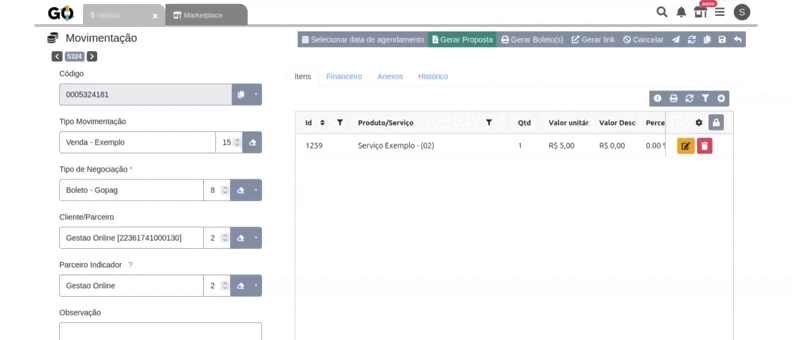 GO
$ Vendas
Marketplace
novo
S
Movimentação
Selecionar data de agendamento
Gerar Proposta
Gerar Boleto(s)
Gerar link
Cancelar
5324
Código
0005324181
Tipo Movimentação
Venda - Exemplo
15
Tipo de Negociação *
Boleto - Gopag
8
Cliente/Parceiro
Gestao Online [22361741000130]
2
Parceiro Indicador ?
Gestao Online
2
Observação
Itens
Financeiro
Anexos
Histórico
Id
Produto/Serviço
Qtd
Valor unitár
Valor Desc
Perce
1259
Serviço Exemplo - (02)
1
R$ 5,00
R$ 0,00
0.00 %